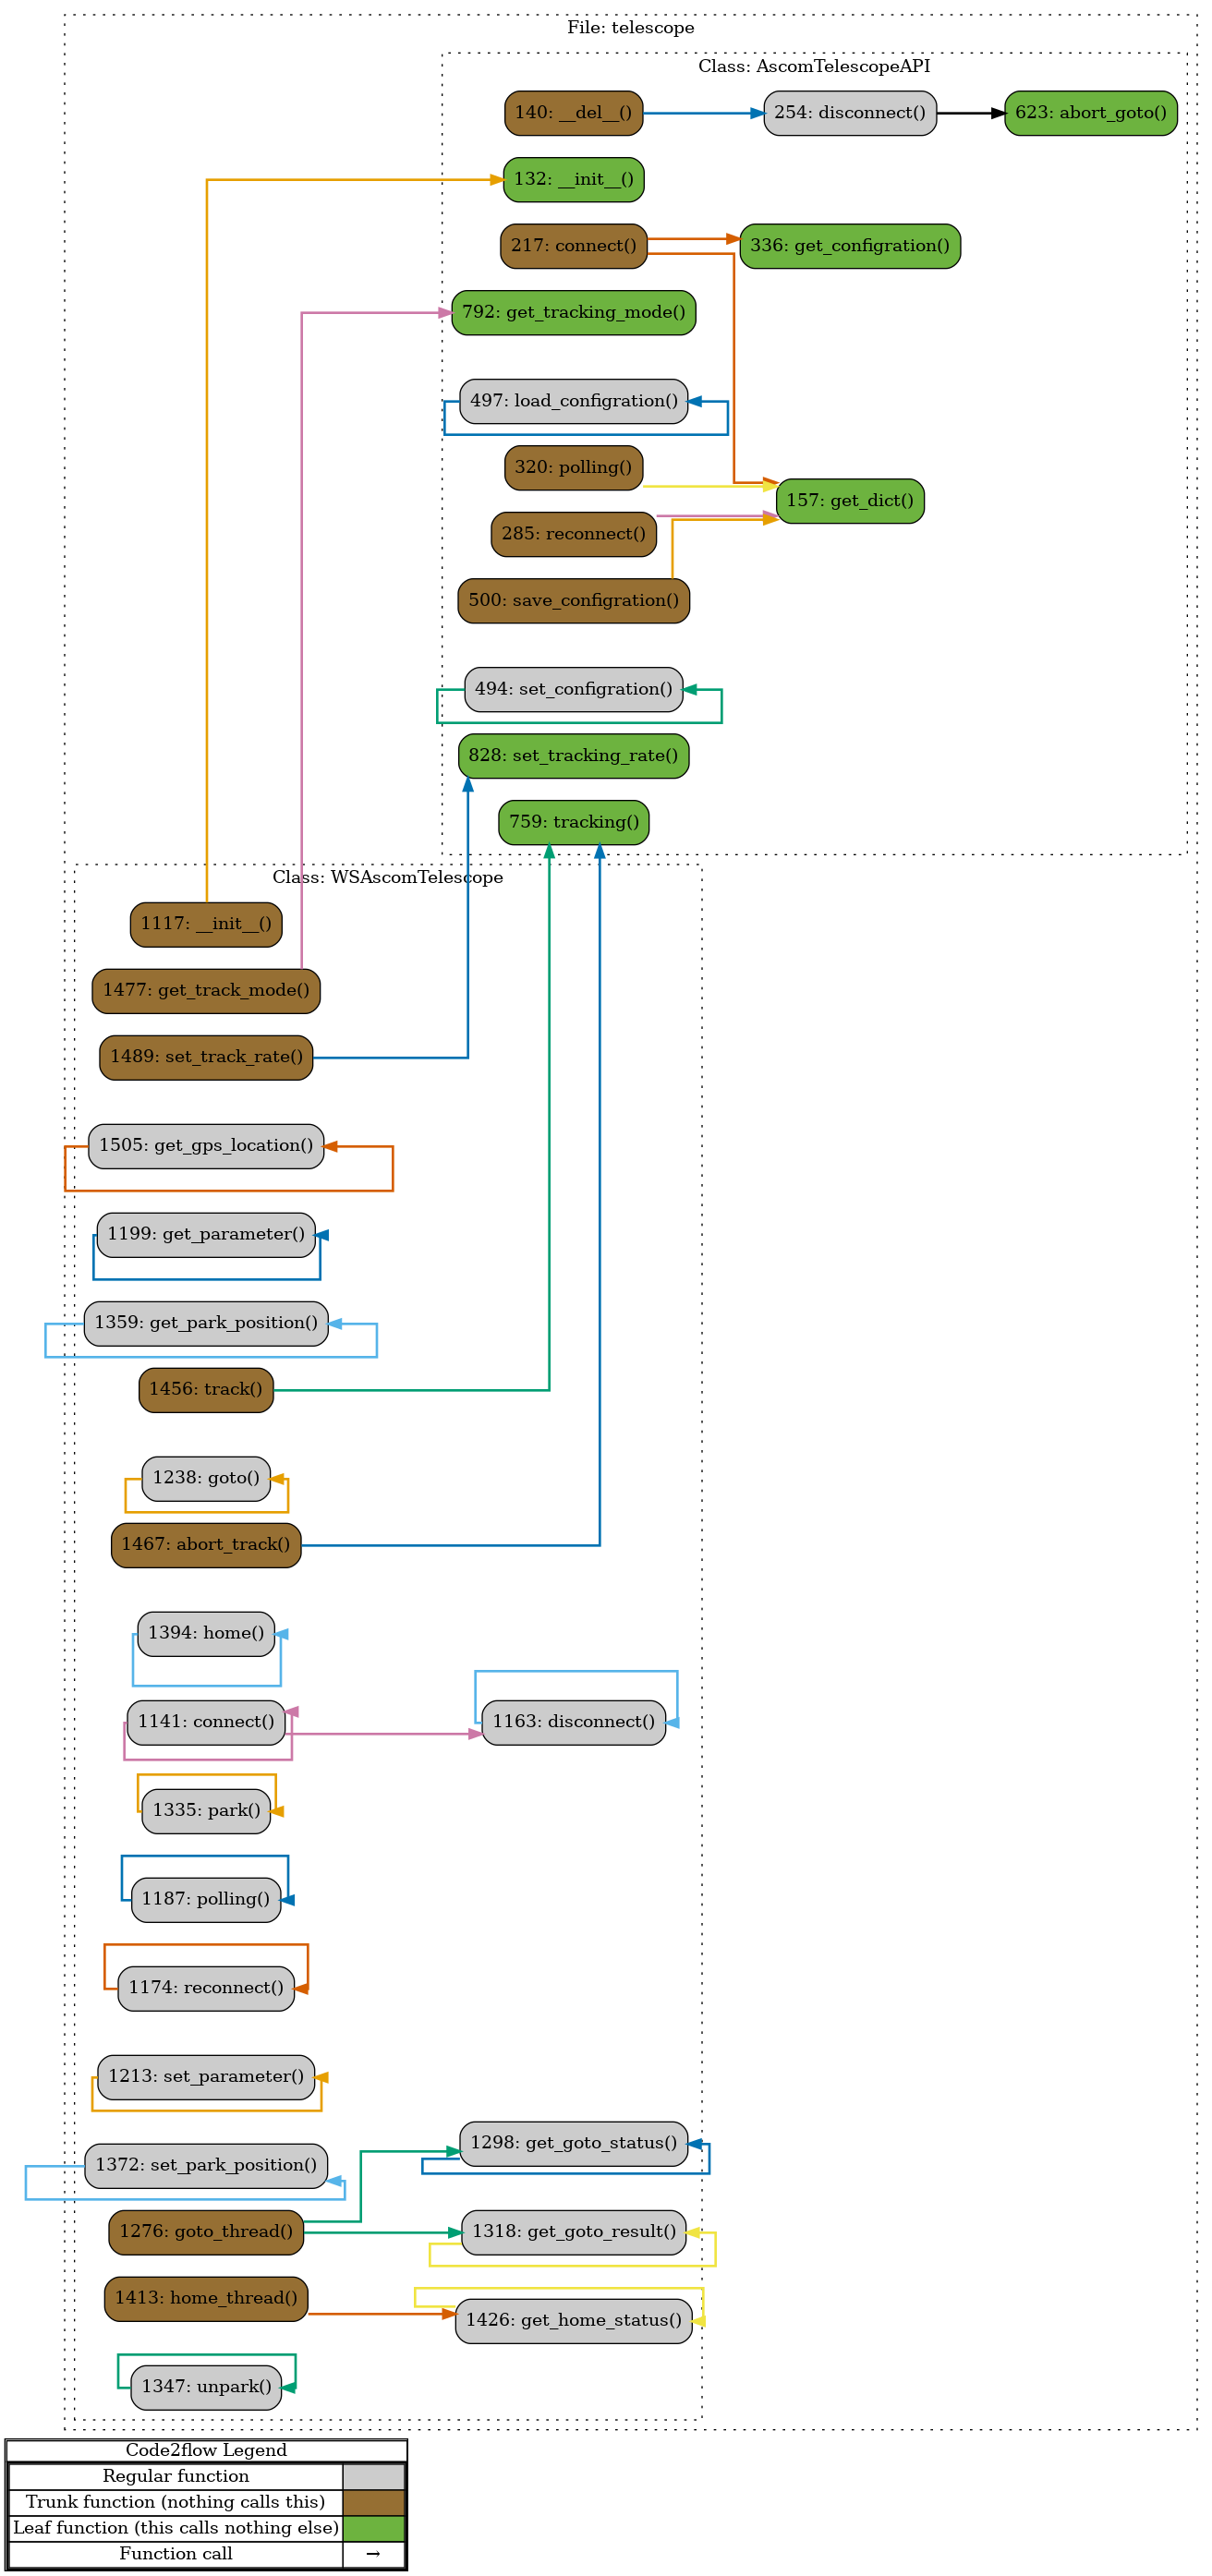 File: telescope
Class: AscomTelescopeAPI
140: __del__()
254: disconnect()
623: abort_goto()
132: __init__()
217: connect()
336: get_configration()
792: get_tracking_mode()
497: load_configration()
320: polling()
157: get_dict()
285: reconnect()
500: save_configration()
494: set_configration()
828: set_tracking_rate()
759: tracking()
Class: WSAscomTelescope
1117: __init__()
1477: get_track_mode()
1489: set_track_rate()
1505: get_gps_location()
1199: get_parameter()
1359: get_park_position()
1456: track()
1238: goto()
1467: abort_track()
1394: home()
1141: connect()
1163: disconnect()
1335: park()
1187: polling()
1174: reconnect()
1213: set_parameter()
1298: get_goto_status()
1372: set_park_position()
1276: goto_thread()
1318: get_goto_result()
1413: home_thread()
1426: get_home_status()
1347: unpark()
Code2flow Legend
Regular function
Trunk function (nothing calls this)
Leaf function (this calls nothing else)
Function call →